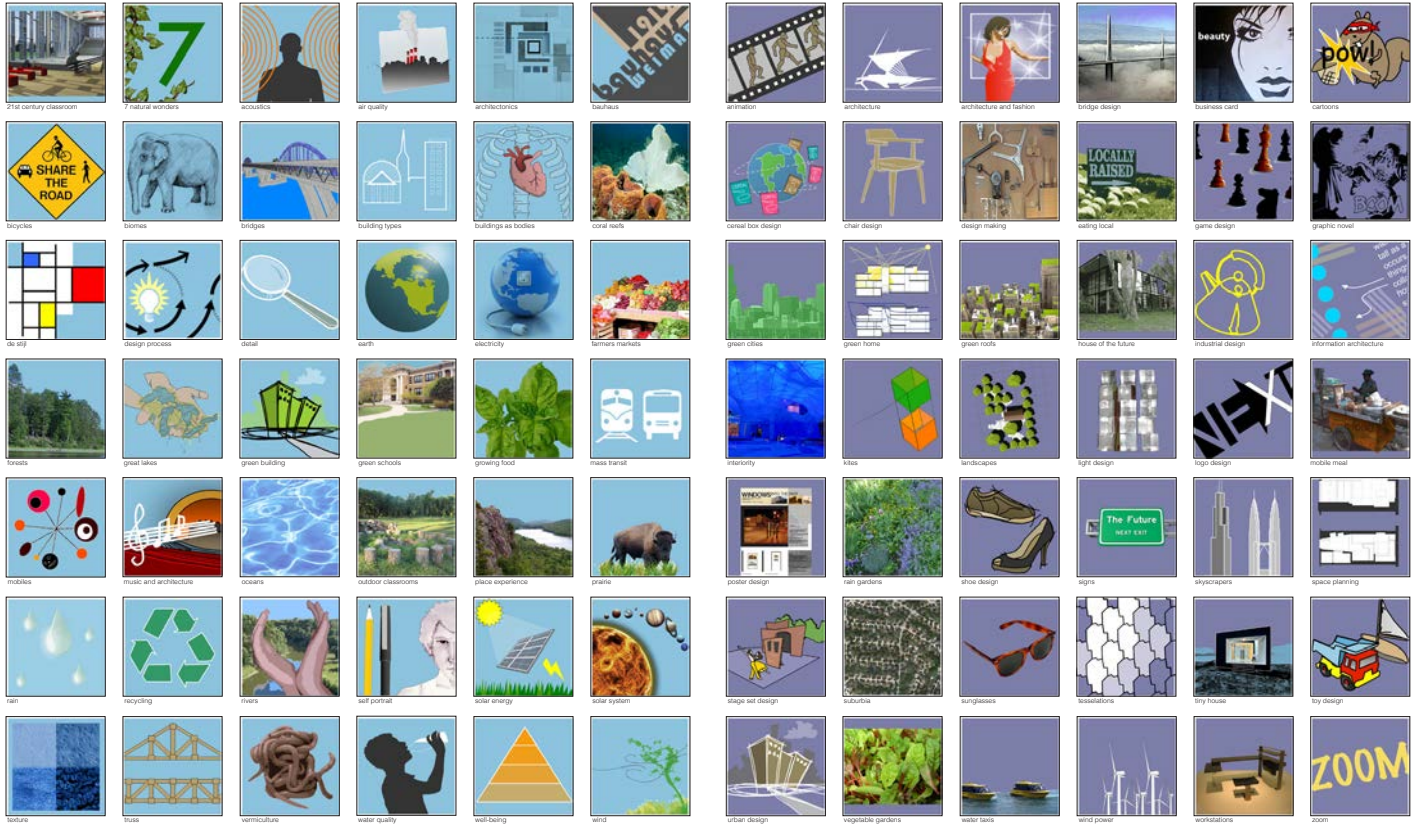 7
bauhaus
WEIMAR
beauty
pow!
21st century classroom
7 natural wonders
acoustics
air quality
architectonics
bauhaus
animation
architecture
architecture and fashion
bridge design
business card
cartoons
SHARE
THE
ROAD
LOCALLY
RAISED
BOOM
bicycles
biomes
bridges
building types
buildings as bodies
coral reefs
cereal box design
chair design
design making
eating local
game design
graphic novel
de stijl
design process
detail
earth
electricity
farmers markets
green cities
green home
green roofs
house of the future
industrial design
information architecture
NEXT
forests
great lakes
green building
green schools
growing food
mass transit
interiority
kites
landscapes
light design
logo design
mobile meal
WINDOWS
The Future
NEXT EXIT
mobiles
music and architecture
oceans
outdoor classrooms
place experience
prairie
poster design
rain gardens
shoe design
signs
skyscrapers
space planning
rain
recycling
rivers
self portrait
solar energy
solar system
stage set design
suburbia
sunglasses
tesselations
tiny house
toy design
ZOOM
texture
truss
vermiculture
water quality
well-being
wind
urban design
vegetable gardens
water taxis
wind power
workstations
zoom